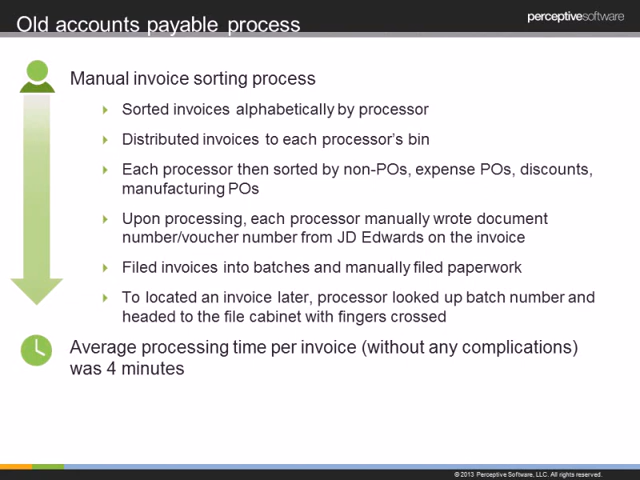 Old accounts payable process
perceptivesoftware
Manual invoice sorting process
Sorted invoices alphabetically by processor
Distributed invoices to each processor's bin
Each processor then sorted by non-POs, expense POs, discounts,
manufacturing POs
Upon processing, each processor manually wrote document
number/voucher number from JD Edwards on the invoice
Filed invoices into batches and manually filed paperwork
To located an invoice later, processor looked up batch number and
headed to the file cabinet with fingers crossed
Average processing time per invoice (without any complications)
was 4 minutes
© 2013 Perceptive Software, LLC. All rights reserved.